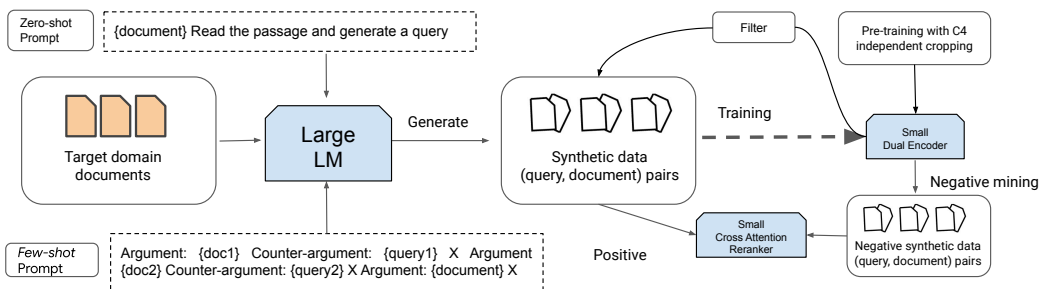 Zero-shot
Prompt
{document} Read the passage and generate a query
Filter
Pre-training with C4
independent cropping
Target domain
documents
Large
LM
Generate
Synthetic data
(query, document) pairs
Training
Small
Dual Encoder
Negative mining
Few-shot
Prompt
Argument: {doc1} Counter-argument: {query1} X Argument
{doc2} Counter-argument: {query2} X Argument: {document} X
Positive
Small
Cross Attention
Reranker
Negative synthetic data
(query, document) pairs